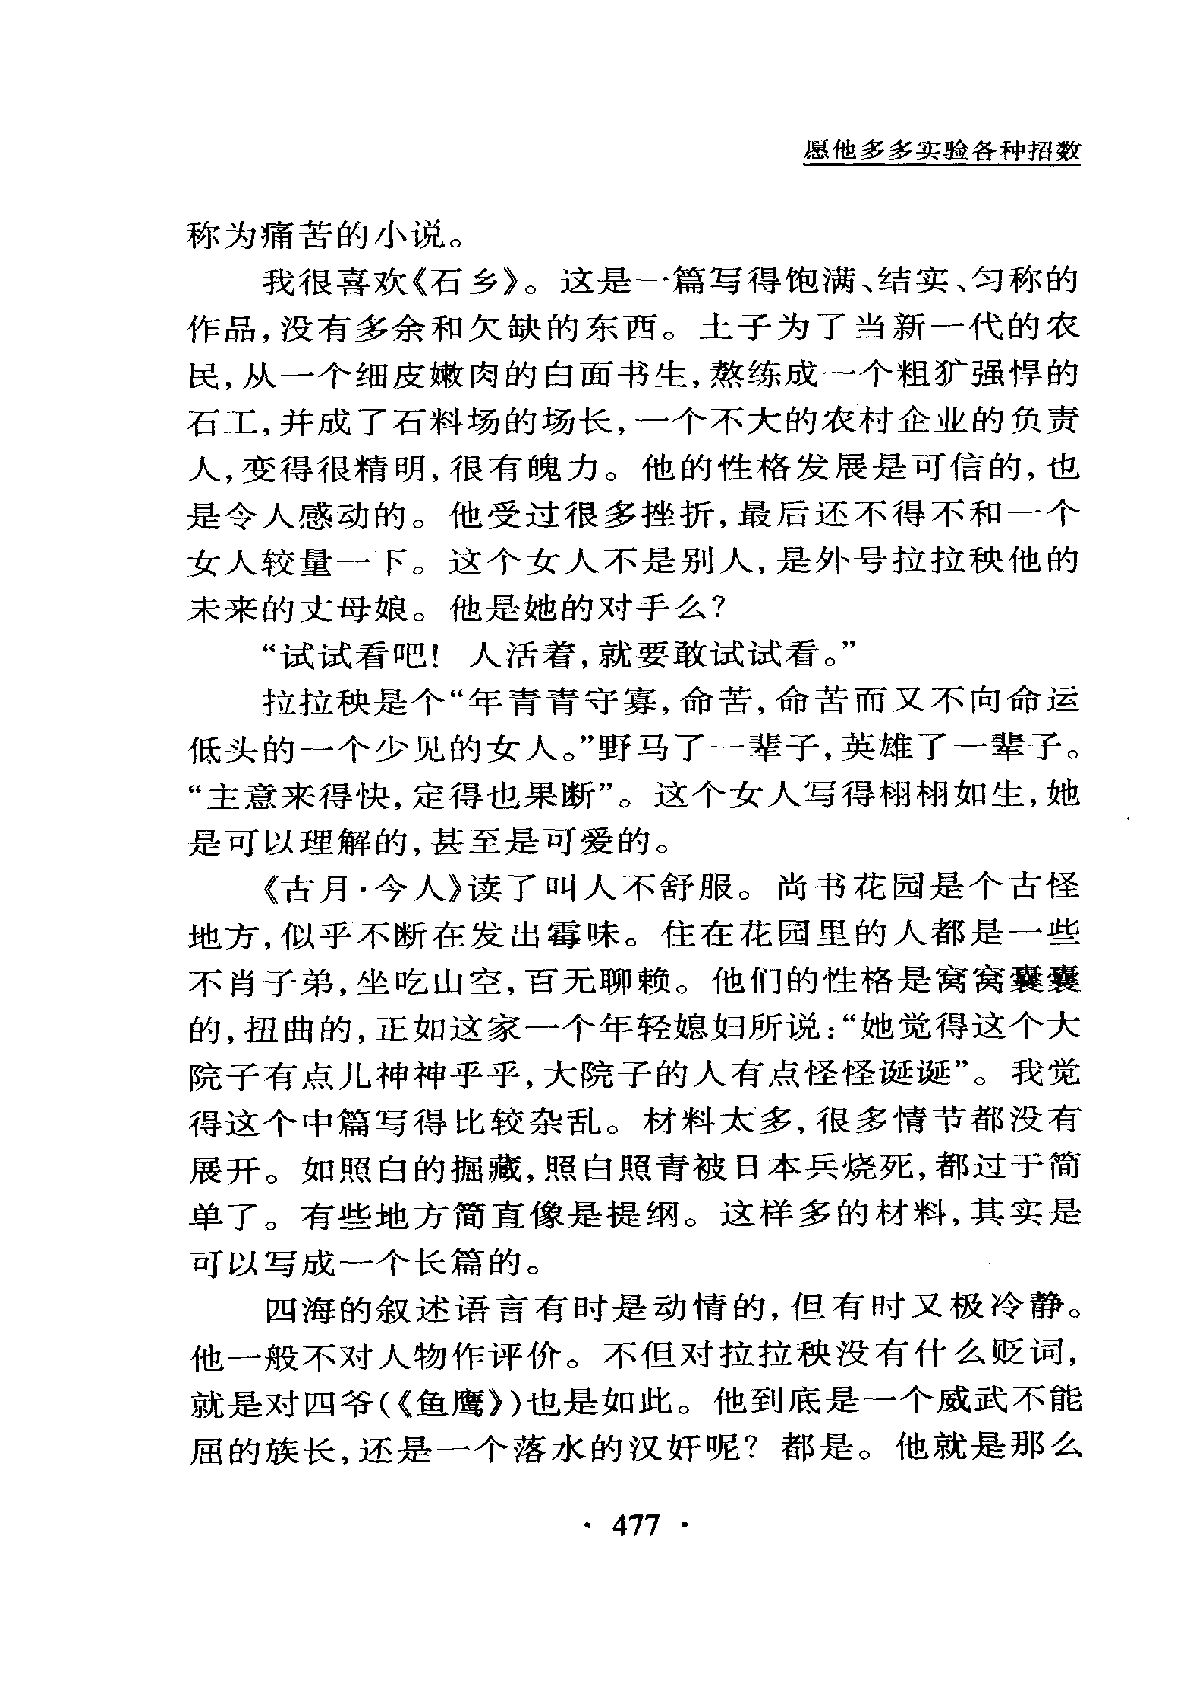 愿他多多实验各种招数
称为痛苦的小说。
我很喜欢《石乡》。这是一篇写得饱满、结实、匀称的
作品,没有多余和欠缺的东西。土子为了当新一代的农
民,从一个细皮嫩肉的白面书生,熬练成一个粗犷强悍的
石工,并成了石料场的场长,一个不大的农村企业的负责
人,变得很精明,很有魄力。他的性格发展是可信的,也
是令人感动的。他受过很多挫折,最后还不得不和一个
女人较量一下。这个女人不是别人,是外号拉拉秧他的
未来的丈母娘。他是她的对手么?
“试试看吧! 人活着,就要敢试试看。”
拉拉秧是个“年青青守寡,命苦,命苦而又不向命运
低头的一个少见的女人。”野马了一辈子,英雄了一辈子。
“主意来得快,定得也果断”。这个女人写得栩栩如生,她
是可以理解的,甚至是可爱的。
《古月·今人》读了叫人不舒服。尚书花园是个古怪
地方,似乎不断在发出霉味。住在花园里的人都是一些
不肖子弟,坐吃山空,百无聊赖。他们的性格是窝窝囊囊
的,扭曲的,正如这家一个年轻媳妇所说:“她觉得这个大
院子有点儿神神乎乎,大院子的人有点怪怪诞诞”。我觉
得这个中篇写得比较杂乱。材料太多,很多情节都没有
展开。如照白的掘藏,照白照青被日本兵烧死,都过于简
单了。有些地方简直像是提纲。这样多的材料,其实是
可以写成一个长篇的。
四海的叙述语言有时是动情的,但有时又极冷静。
他一般不对人物作评价。不但对拉拉秧没有什么贬词,
就是对四爷(《鱼鹰》)也是如此。他到底是一个威武不能
屈的族长,还是一个落水的汉奸呢? 都是。他就是那么
· 477 ·